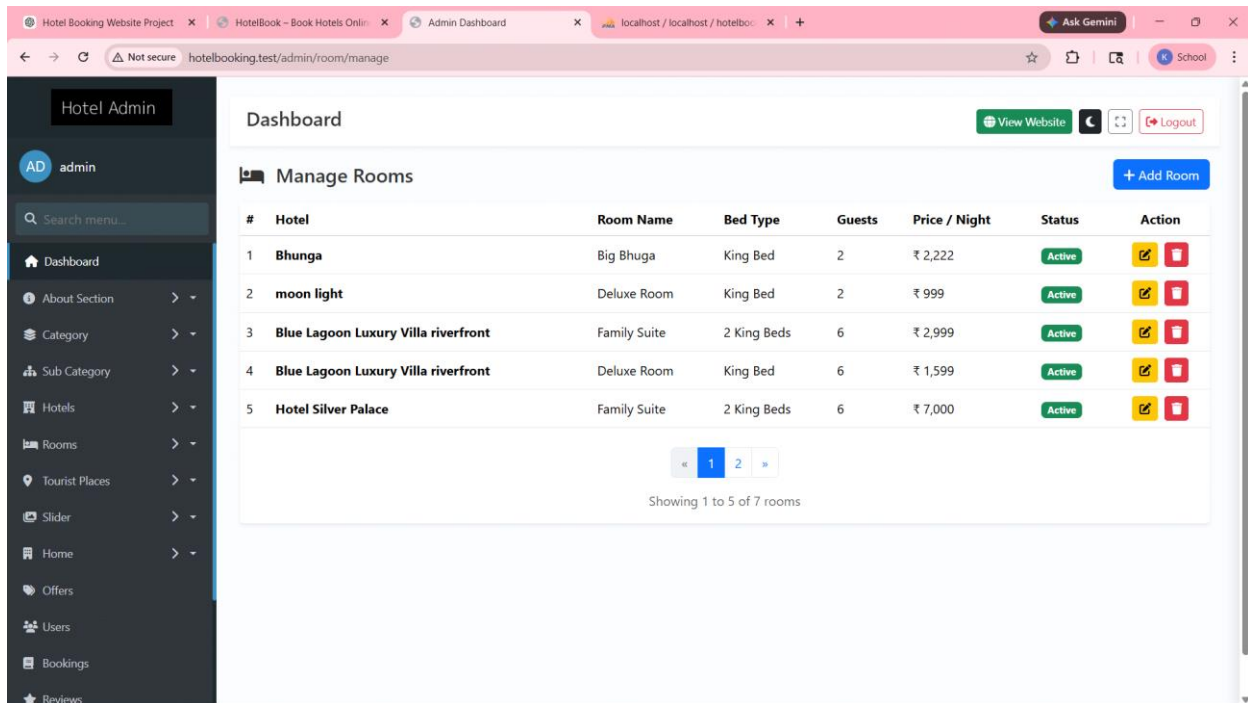 Hotel Booking Website Project
HotelBook – Book Hotels Onlin
Admin Dashboard
localhost / localhost / hotelboo
Ask Gemini
Not secure hotelbooking.test/admin/room/manage
K School
Hotel Admin
AD admin
Search menu...
Dashboard
About Section
Category
Sub Category
Hotels
Rooms
Tourist Places
Slider
Home
Offers
Users
Bookings
Reviews
Dashboard
View Website
Logout
Manage Rooms
+ Add Room
# Hotel Room Name Bed Type Guests Price / Night Status Action
1 Bhunga Big Bhuga King Bed 2 ₹ 2,222 Active
2 moon light Deluxe Room King Bed 2 ₹ 999 Active
3 Blue Lagoon Luxury Villa riverfront Family Suite 2 King Beds 6 ₹ 2,999 Active
4 Blue Lagoon Luxury Villa riverfront Deluxe Room King Bed 6 ₹ 1,599 Active
5 Hotel Silver Palace Family Suite 2 King Beds 6 ₹ 7,000 Active
« 1 2 »
Showing 1 to 5 of 7 rooms